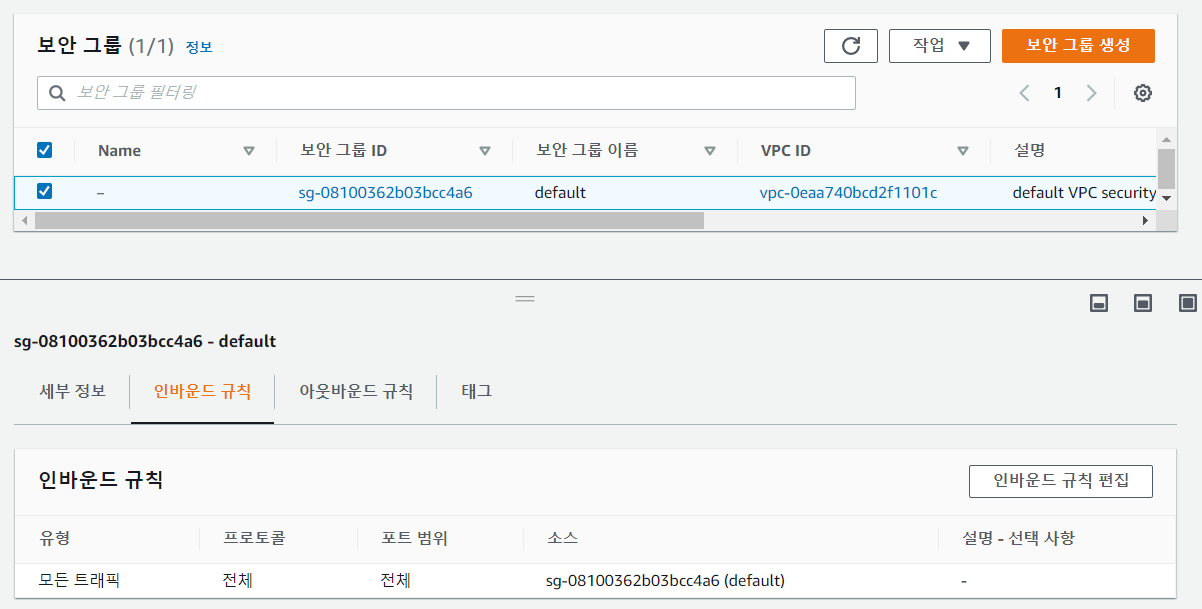 보안 그룹 (1/1) 정보
작업 ▼ 보안 그룹 생성
보안 그룹 필터링
1
Name 보안 그룹 ID 보안 그룹 이름 VPC ID 설명
– sg-08100362b03bcc4a6 default vpc-0eaa740bcd2f1101c default VPC security
sg-08100362b03bcc4a6 - default
세부 정보 인바운드 규칙 아웃바운드 규칙 태그
인바운드 규칙 인바운드 규칙 편집
유형 프로토콜 포트 범위 소스 설명 - 선택 사항
모든 트래픽 전체 전체 sg-08100362b03bcc4a6 (default) -